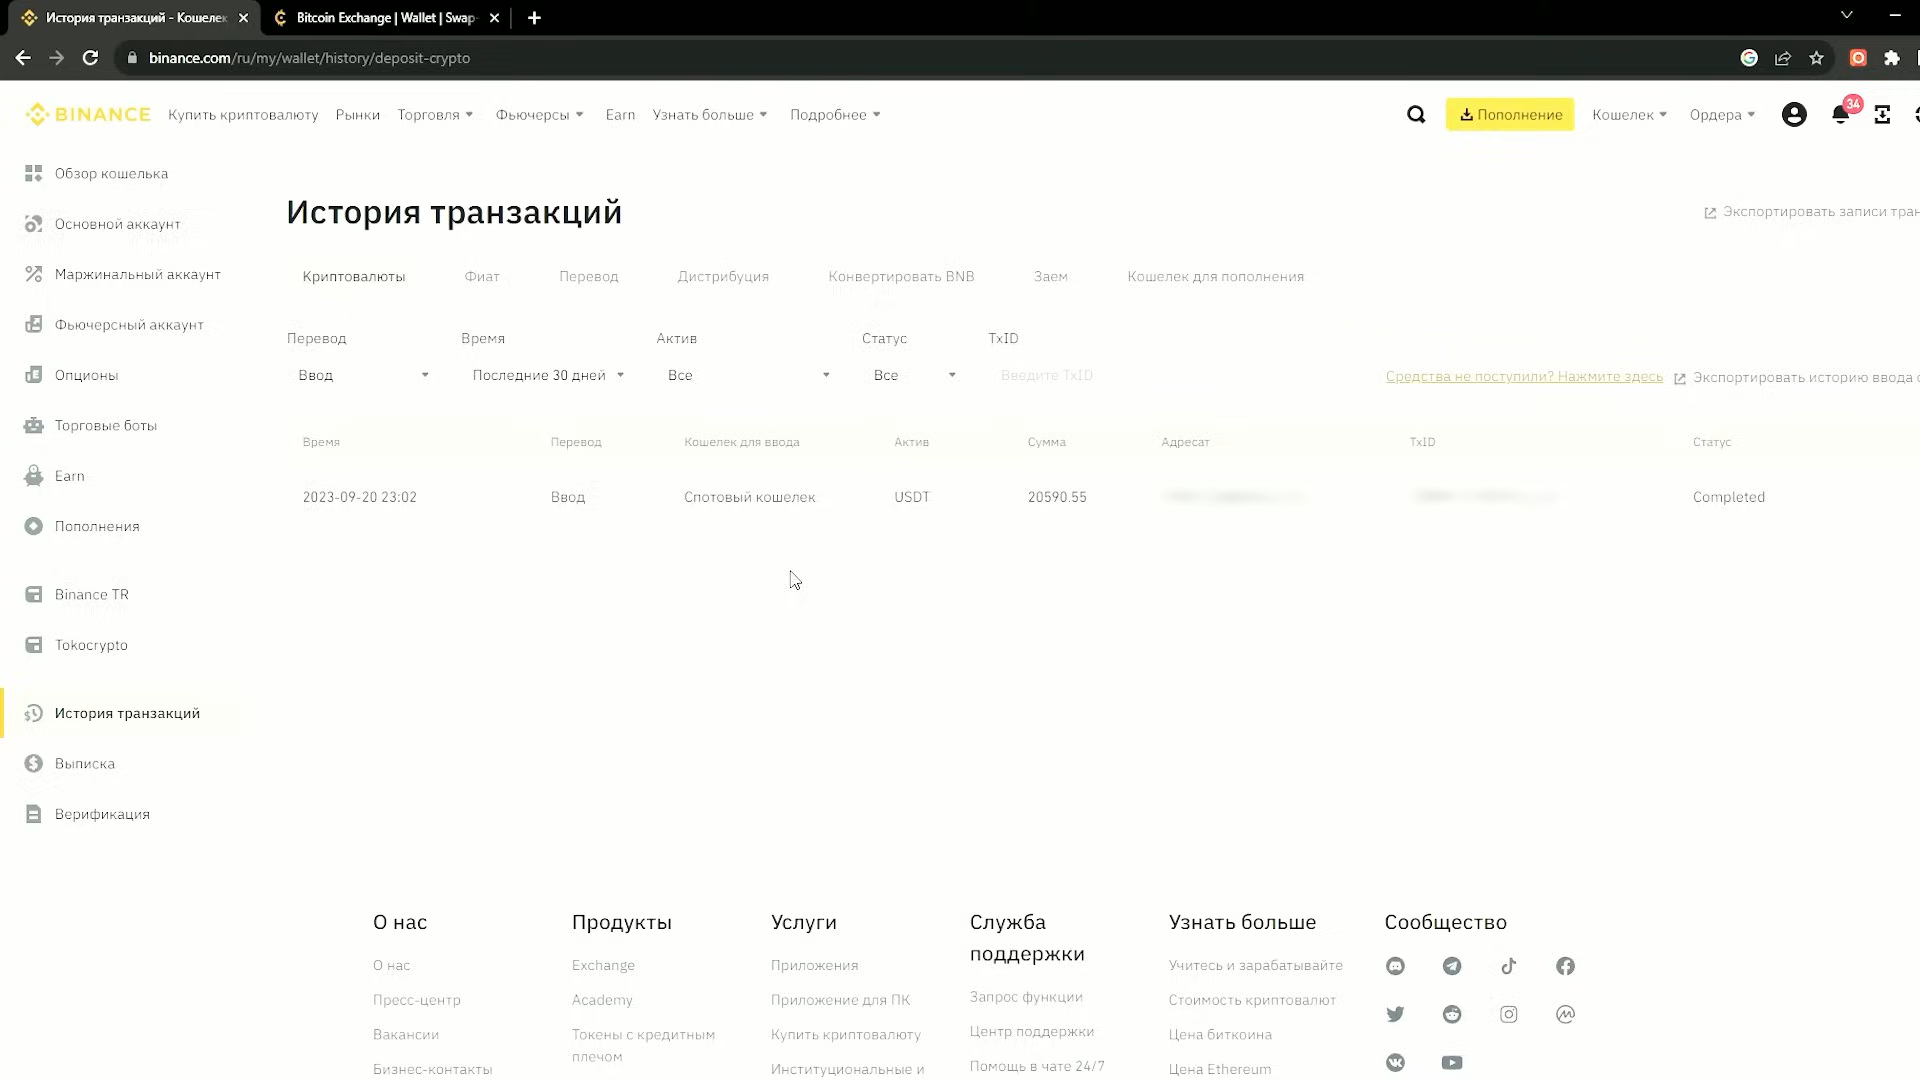 История транзакций - Кошелек
Bitcoin Exchange | Wallet | Swap
binance.com/ru/my/wallet/history/deposit-crypto
BINANCE Купить криптовалюту Рынки Торговля Фьючерсы Earn Узнать больше Подробнее Пополнение Кошелек Ордера 34
Обзор кошелька
Основной аккаунт
Маржинальный аккаунт
Фьючерсный аккаунт
Опционы
Торговые боты
Earn
Пополнения
Binance TR
Tokocrypto
История транзакций
Выписка
Верификация
История транзакций
Экспортировать записи тран
Криптовалюты Фиат Перевод Дистрибуция Конвертировать BNB Заем Кошелек для пополнения
Перевод Время Актив Статус TxID
Ввод Последние 30 дней Все Все Введите TxID
Средства не поступили? Нажмите здесь Экспортировать историю ввода с
Время Перевод Кошелек для ввода Актив Сумма Адресат TxID Статус
2023-09-20 23:02 Ввод Спотовый кошелек USDT 20590.55 Completed
О нас
О нас
Пресс-центр
Вакансии
Бизнес-контакты
Продукты
Exchange
Academy
Токены с кредитным
плечом
Услуги
Приложения
Приложение для ПК
Купить криптовалюту
Институциональные и
Служба
поддержки
Запрос функции
Центр поддержки
Помощь в чате 24/7
Узнать больше
Учитесь и зарабатывайте
Стоимость криптовалют
Цена биткоина
Цена Ethereum
Сообщество